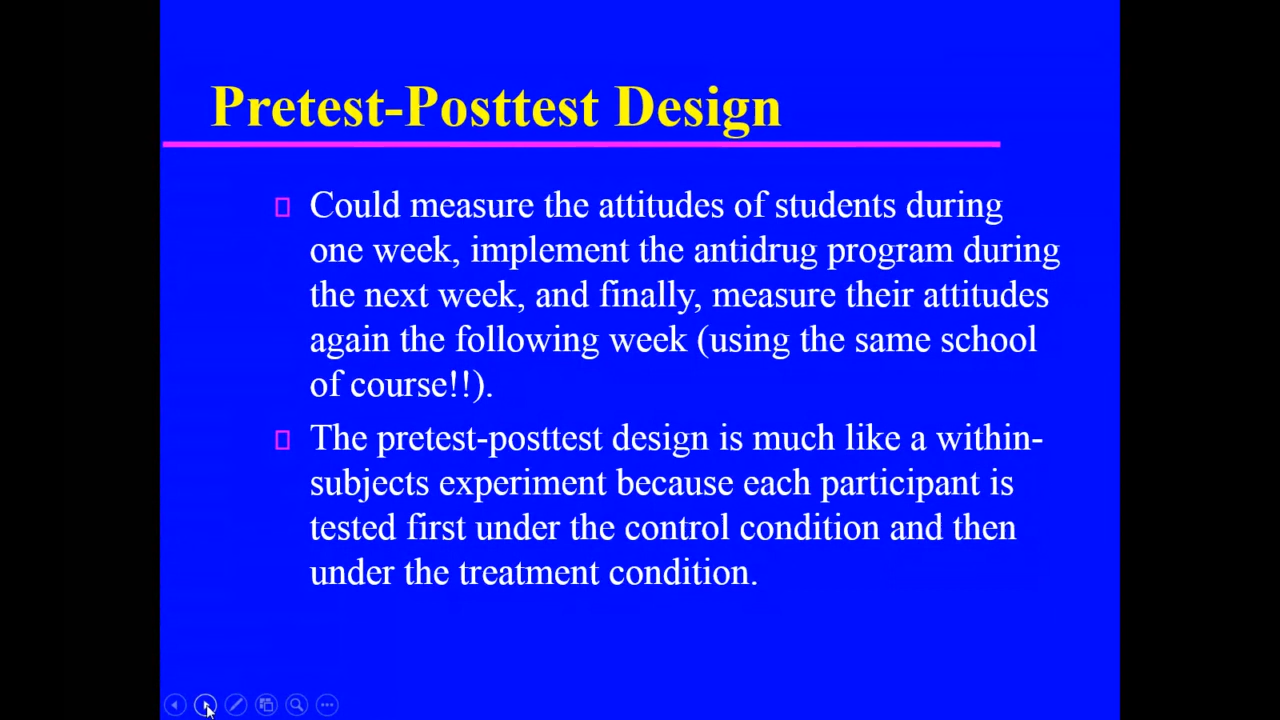 Pretest-Posttest Design
Could measure the attitudes of students during
one week, implement the antidrug program during
the next week, and finally, measure their attitudes
again the following week (using the same school
of course!!).
The pretest-posttest design is much like a within-
subjects experiment because each participant is
tested first under the control condition and then
under the treatment condition.